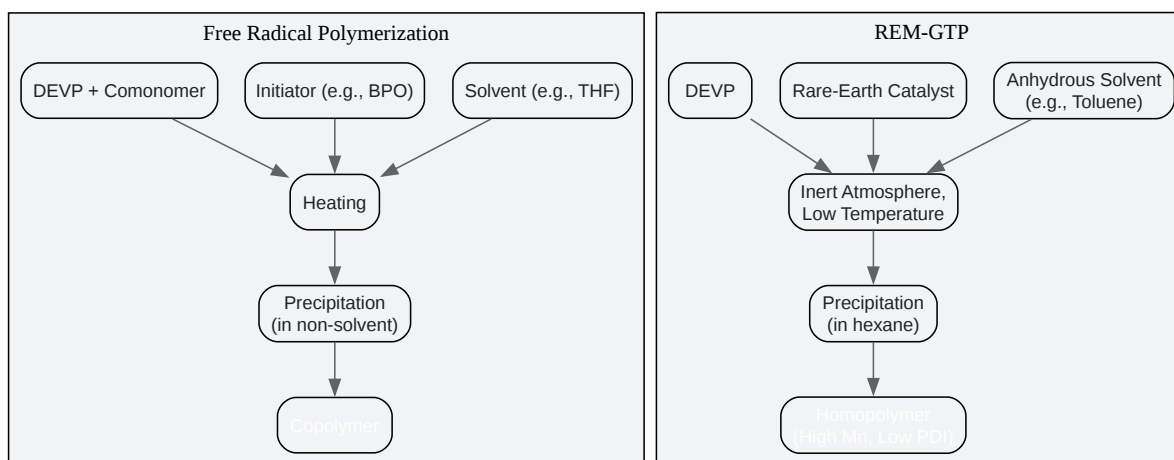 Free Radical Polymerization
DEVP + Comonomer
Initiator (e.g., BPO)
Solvent (e.g., THF)
Heating
Precipitation
(in non-solvent)
Copolymer
REM-GTP
DEVP
Rare-Earth Catalyst
Anhydrous Solvent
(e.g., Toluene)
Inert Atmosphere,
Low Temperature
Precipitation
(in hexane)
Homopolymer
(High Mn, Low PDI)